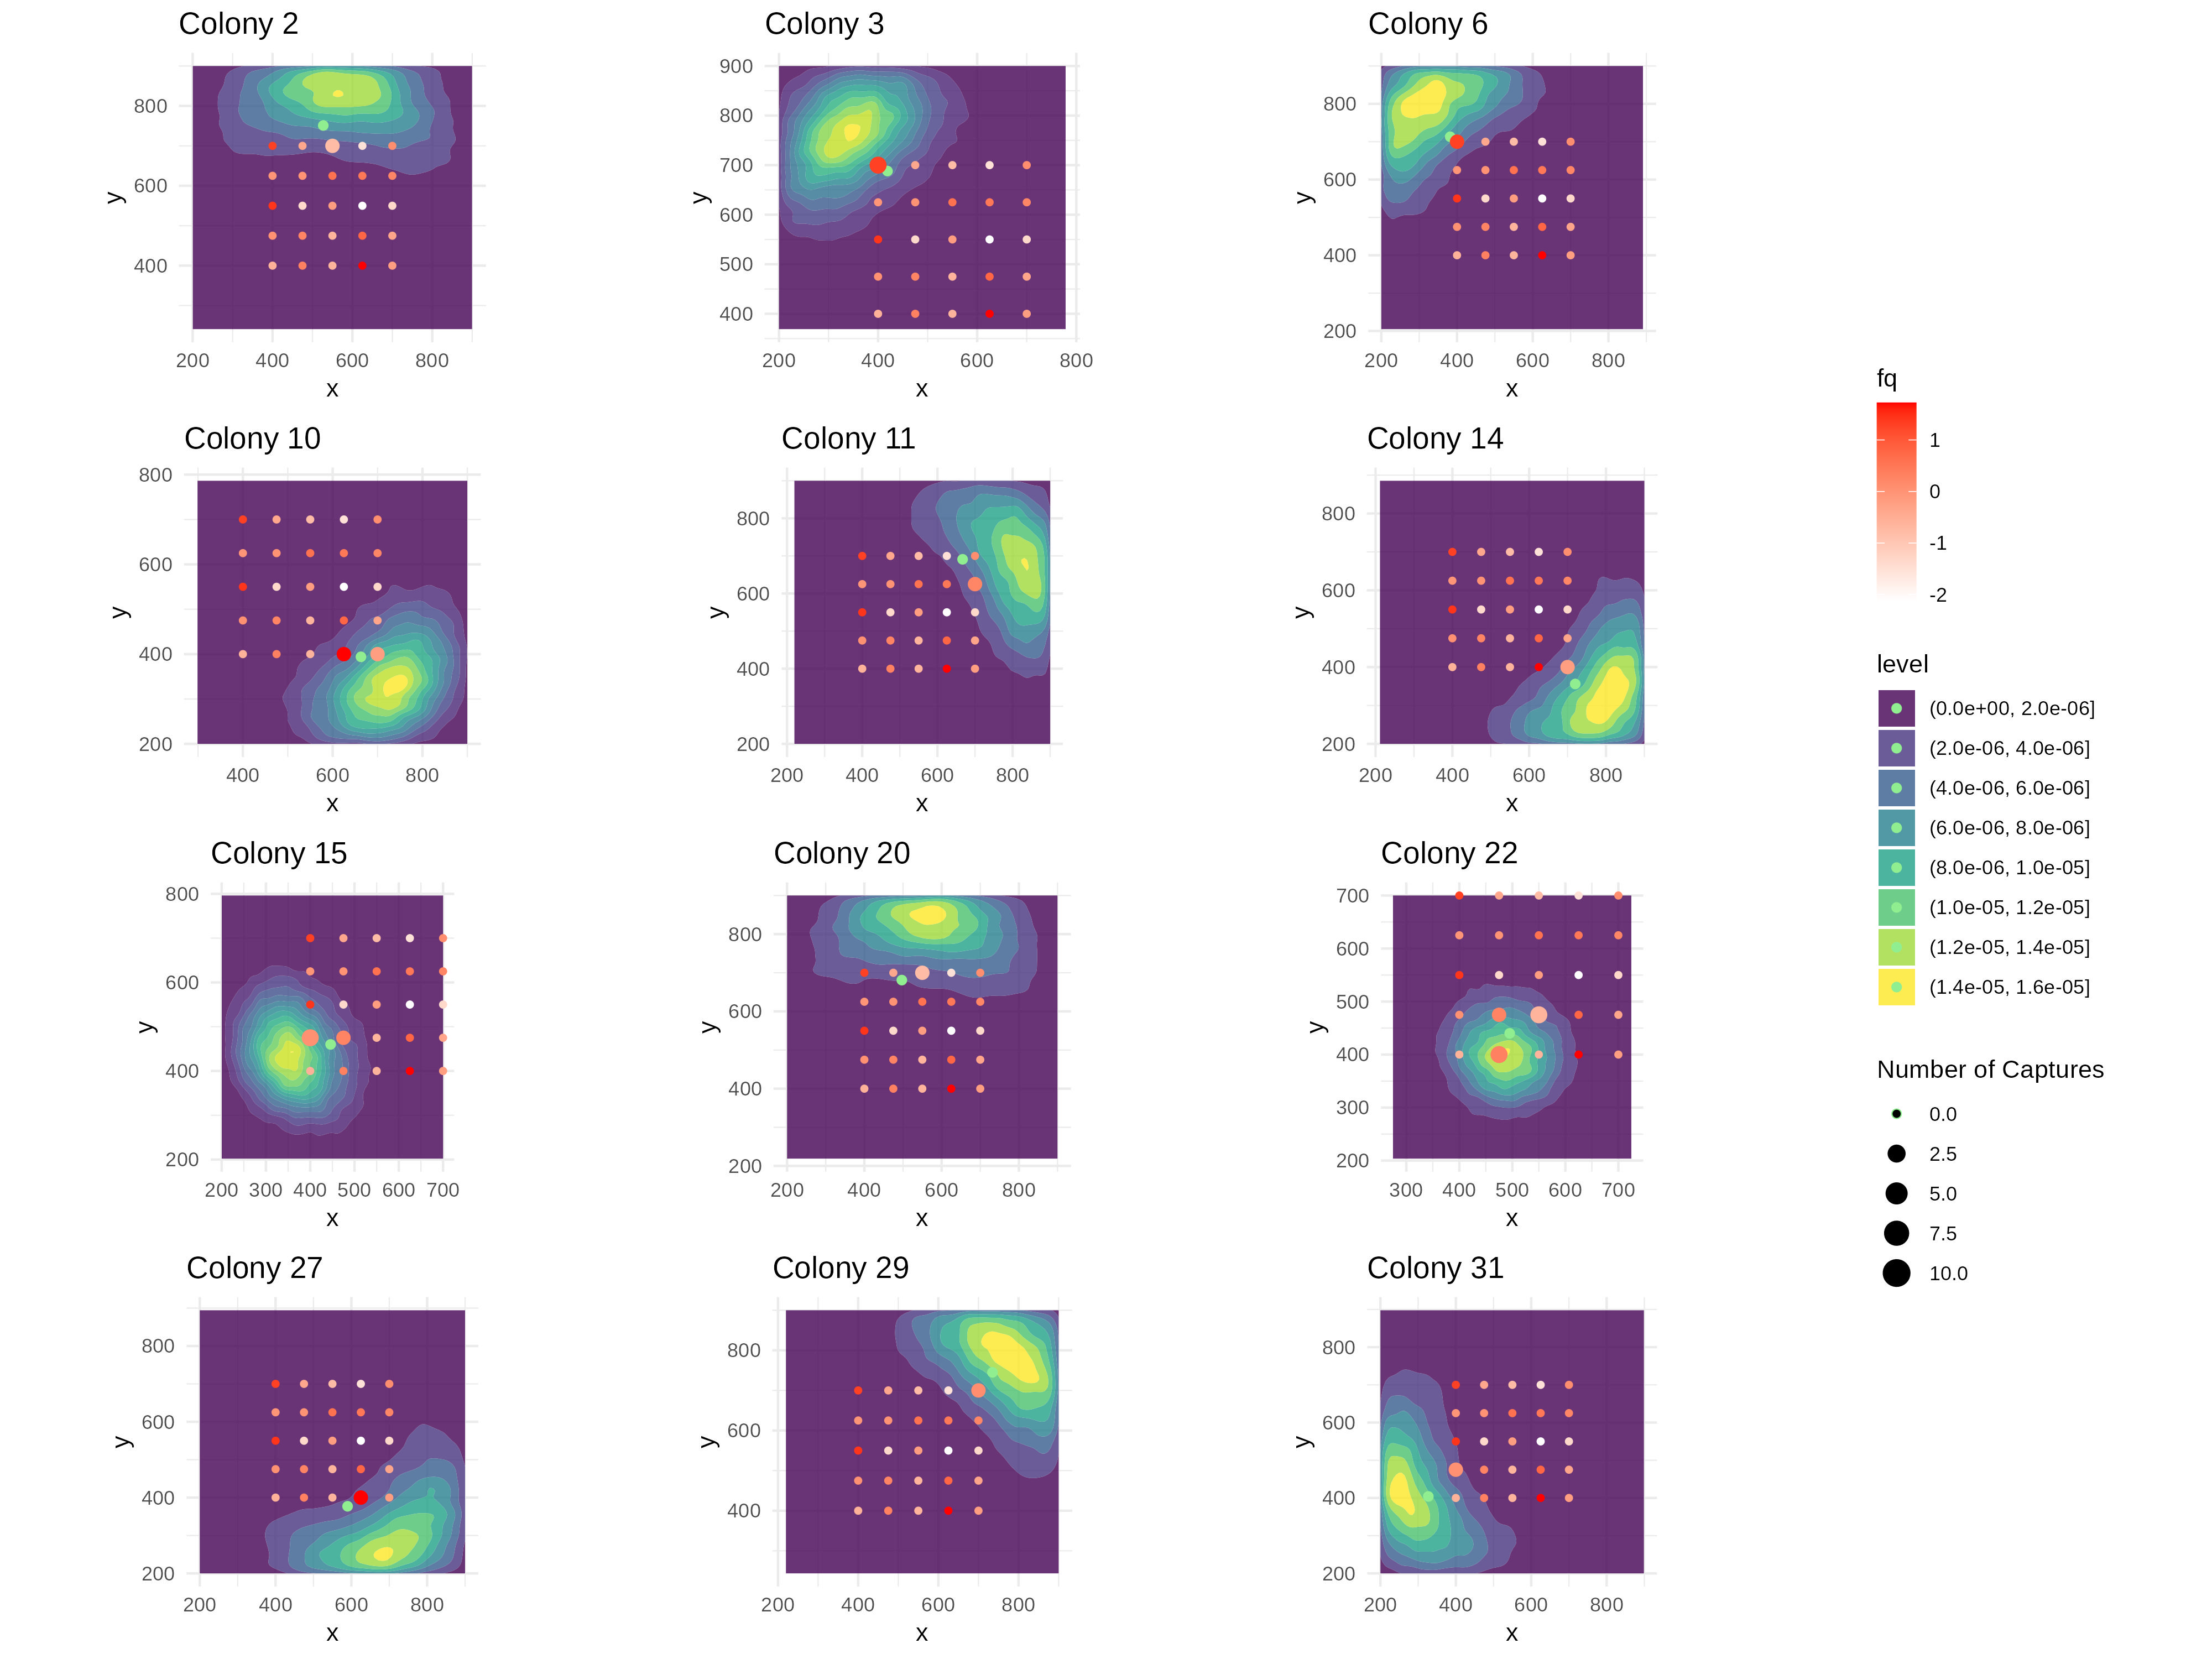 Colony 2
Colony 3
Colony 6
800
600
400
y
200
400
600
800
x
900
800
700
600
500
400
y
200
400
600
800
x
800
600
400
200
y
200
400
600
800
x
Colony 10
Colony 11
Colony 14
800
600
400
200
y
400
600
800
x
800
600
400
200
y
200
400
600
800
x
800
600
400
200
y
200
400
600
800
x
Colony 15
Colony 20
Colony 22
800
600
400
200
y
200
300
400
500
600
700
x
800
600
400
200
y
200
400
600
800
x
700
600
500
400
300
200
y
300
400
500
600
700
x
Colony 27
Colony 29
Colony 31
800
600
400
200
y
200
400
600
800
x
800
600
400
y
200
400
600
800
x
800
600
400
200
y
200
400
600
800
x
fq
1
0
-1
-2
level
(0.0e+00, 2.0e-06]
(2.0e-06, 4.0e-06]
(4.0e-06, 6.0e-06]
(6.0e-06, 8.0e-06]
(8.0e-06, 1.0e-05]
(1.0e-05, 1.2e-05]
(1.2e-05, 1.4e-05]
(1.4e-05, 1.6e-05]
Number of Captures
0.0
2.5
5.0
7.5
10.0